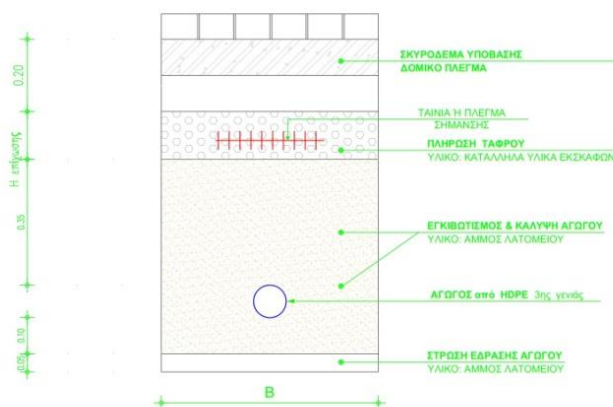 ΣΚΥΡΟΔΕΜΑ ΥΠΟΒΑΣΗΣ
ΔΟΜΙΚΟ ΠΛΕΓΜΑ
0.20
ΤΑΙΝΙΑ Ή ΠΛΕΓΜΑ
ΣΗΜΑΝΣΗΣ
ΠΛΗΡΩΣΗ ΤΑΦΡΟΥ
ΥΛΙΚΟ: ΚΑΤΑΛΛΗΛΑ ΥΛΙΚΑ ΕΚΣΚΑΦΩΝ
Η επίχωσης
0.35
ΕΓΚΙΒΩΤΙΣΜΟΣ & ΚΑΛΥΨΗ ΑΓΩΓΟΥ
ΥΛΙΚΟ: ΑΜΜΟΣ ΛΑΤΟΜΕΙΟΥ
ΑΓΩΓΟΣ από HDPE 3ης γενιάς
0.10
0.05
ΣΤΡΩΣΗ ΕΔΡΑΣΗΣ ΑΓΩΓΟΥ
ΥΛΙΚΟ: ΑΜΜΟΣ ΛΑΤΟΜΕΙΟΥ
B